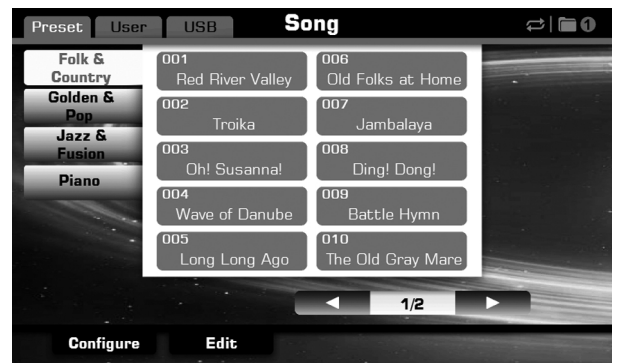 Preset User USB Song 1
Folk &
Country
Golden &
Pop
Jazz &
Fusion
Piano
001
Red River Valley
006
Old Folks at Home
002
Troika
007
Jambalaya
003
Oh! Susanna!
008
Ding! Dong!
004
Wave of Danube
009
Battle Hymn
005
Long Long Ago
010
The Old Gray Mare
1/2
Configure Edit